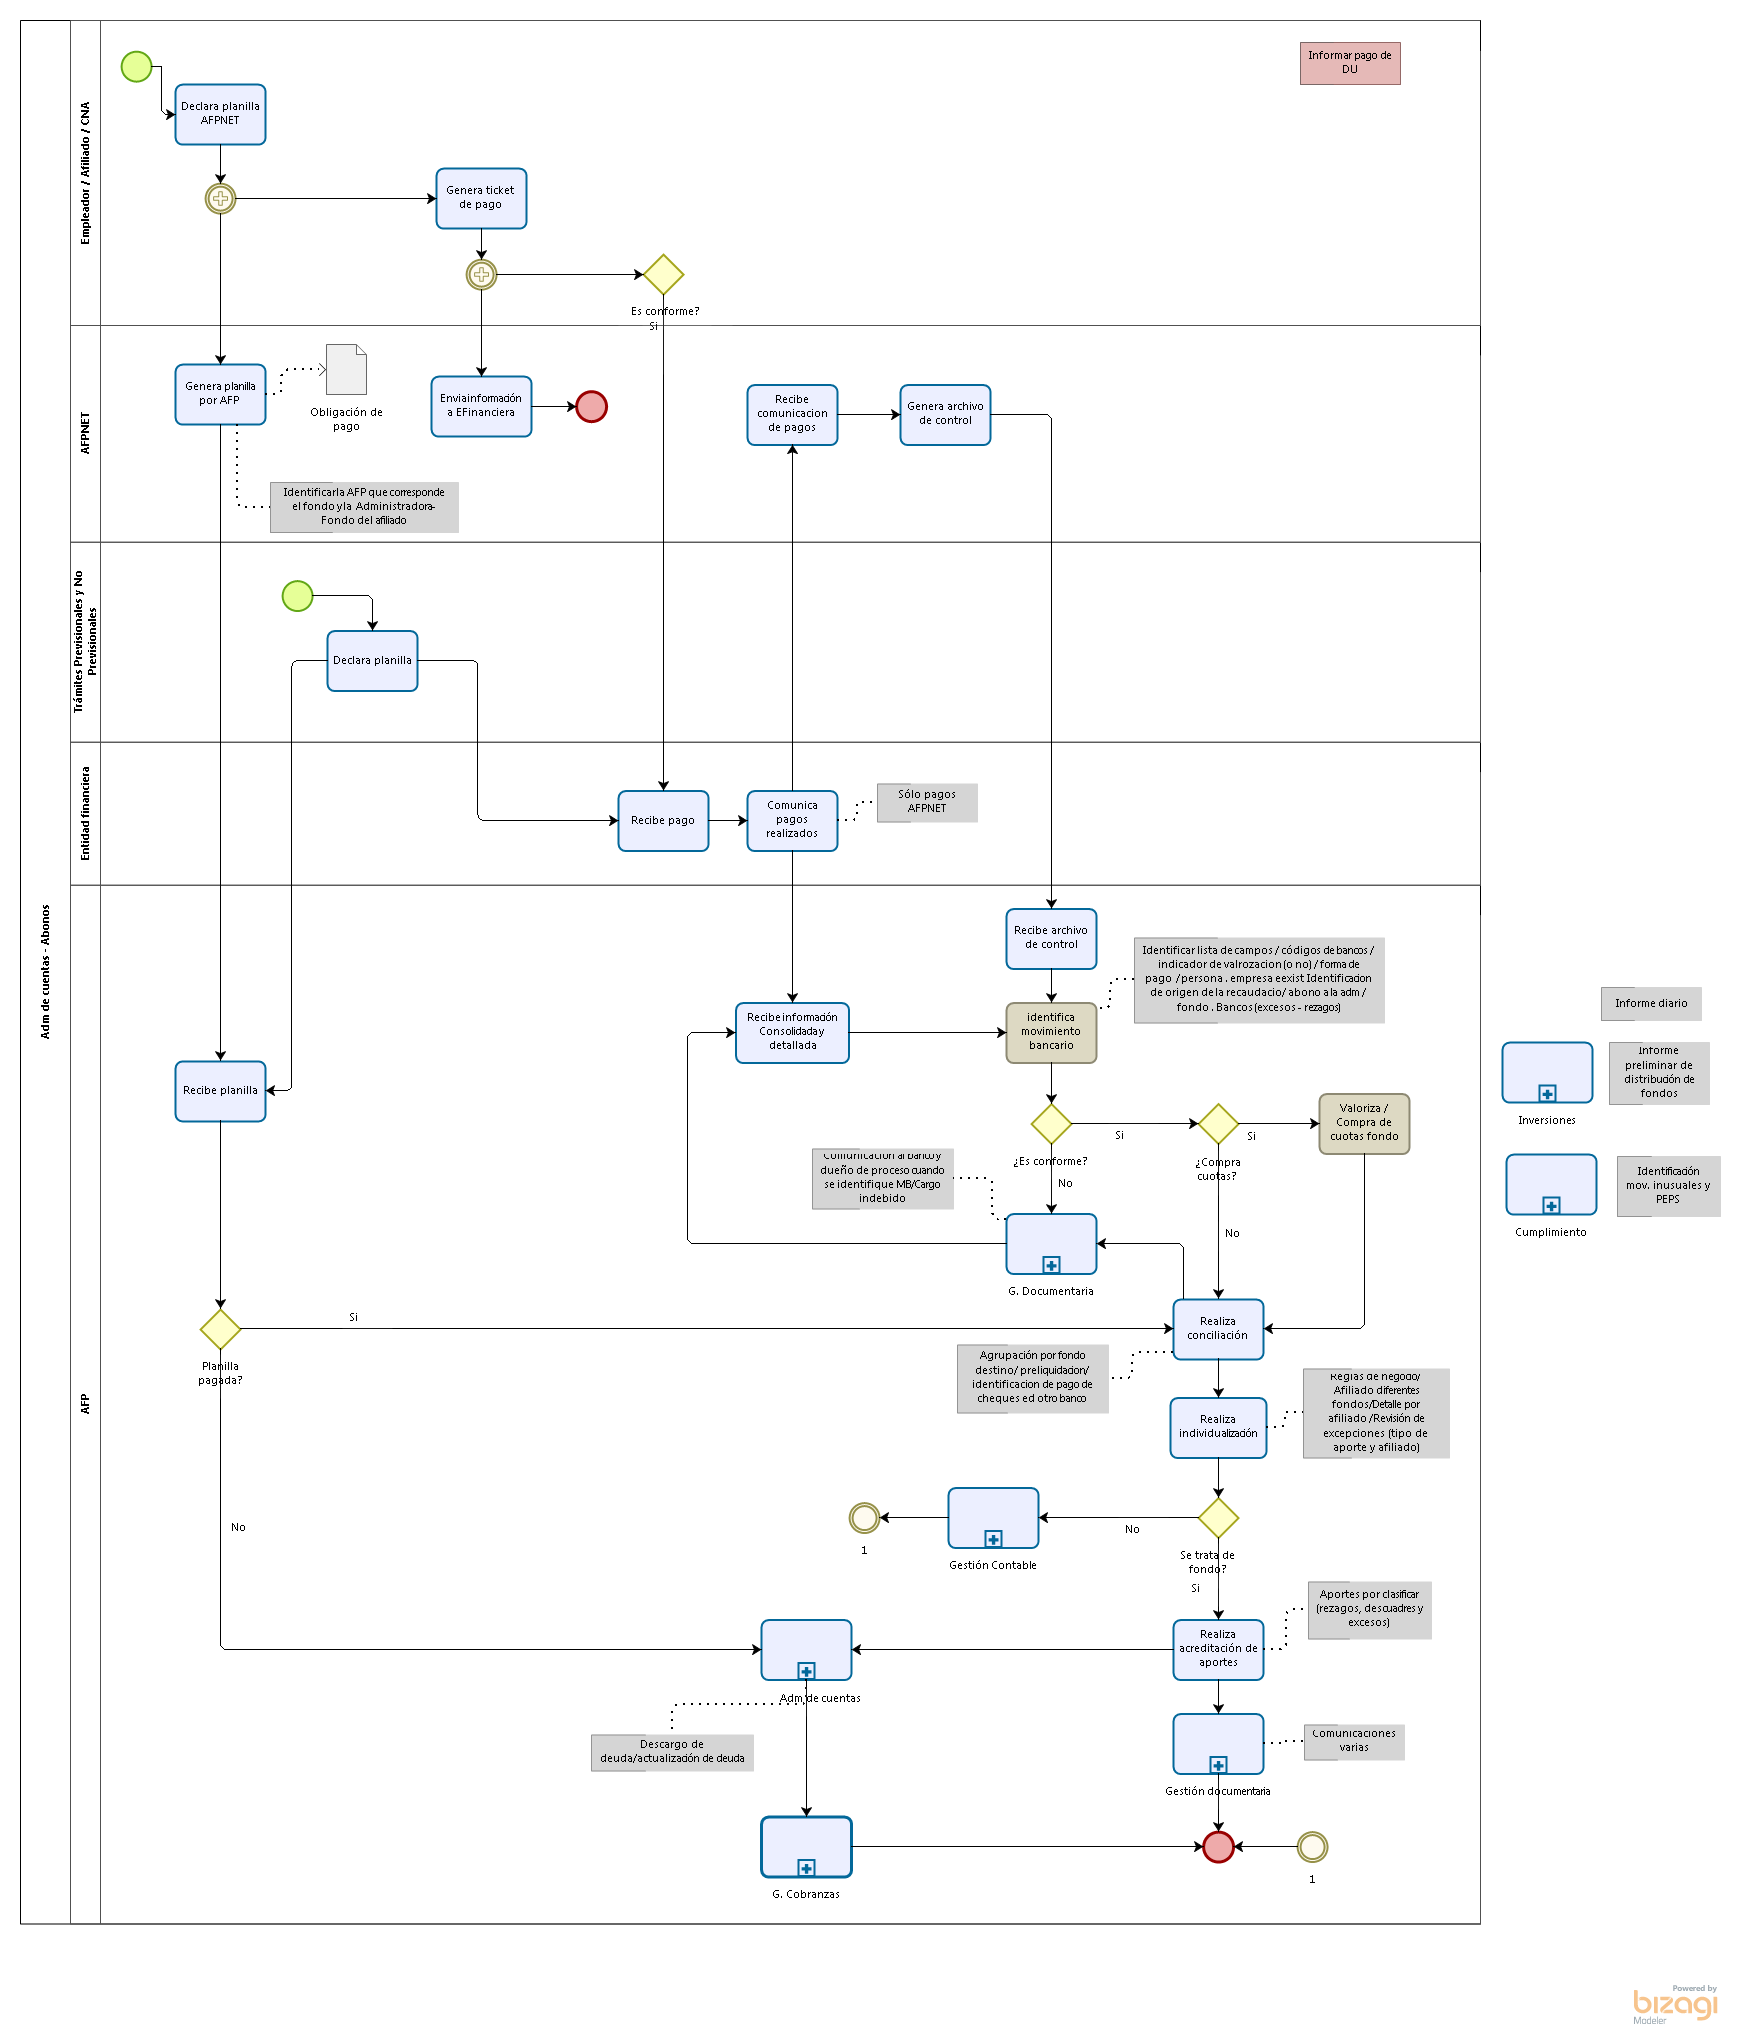 Adm de cuentas - Abonos
Empleador / Afiliado / CNA
Informar pago de
DU
Declara planilla
AFPNET
Genera ticket
de pago
Es conforme?
Si
AFPNET
Genera planilla
por AFP
Obligación de
pago
Envia información
a EFinanciera
Recibe
comunicacion
de pagos
Genera archivo
de control
Identificar la AFP que corresponde
el fondo y la Administradora-
Fondo del afiliado
Trámites Previsionales y No
Previsionales
Declara planilla
Entidad financiera
Recibe pago
Comunica
pagos
realizados
Sólo pagos
AFPNET
AFP
Recibe archivo
de control
Identificar lista de campos / códigos de bancos /
indicador de valrozacion (o no) / forma de
pago / persona . empresa eexist Identificacion
de origen de la recaudacio/ abono a la adm /
fondo . Bancos (excesos - rezagos)
Recibe información
Consolidada y
detallada
identifica
movimiento
bancario
Recibe planilla
¿Es conforme?
Si
No
¿Compra
cuotas?
Si
No
Valoriza /
Compra de
cuotas fondo
Comunicación al banco y
dueño de proceso cuando
se identifique MB/Cargo
indebido
G. Documentaria
Planilla
pagada?
Si
No
Realiza
conciliación
Agrupación por fondo
destino/ preliquidacion/
identificacion de pago de
cheques ed otro banco
Realiza
individualización
Reglas de negocio/
Afiliado diferentes
fondos/Detalle por
afiliado /Revisión de
excepciones (tipo de
aporte y afiliado)
Se trata de
fondo?
No
Si
Gestión Contable
1
Realiza
acreditación de
aportes
Aportes por clasificar
(rezagos, descuadres y
excesos)
Adm de cuentas
Descargo de
deuda/actualización de deuda
Gestión documentaria
Comunicaciones
varias
G. Cobranzas
1
Informe diario
Inversiones
Informe
preliminar de
distribución de
fondos
Cumplimiento
Identificación
mov. inusuales y
PEPS
Powered by
bizagi
Modeler